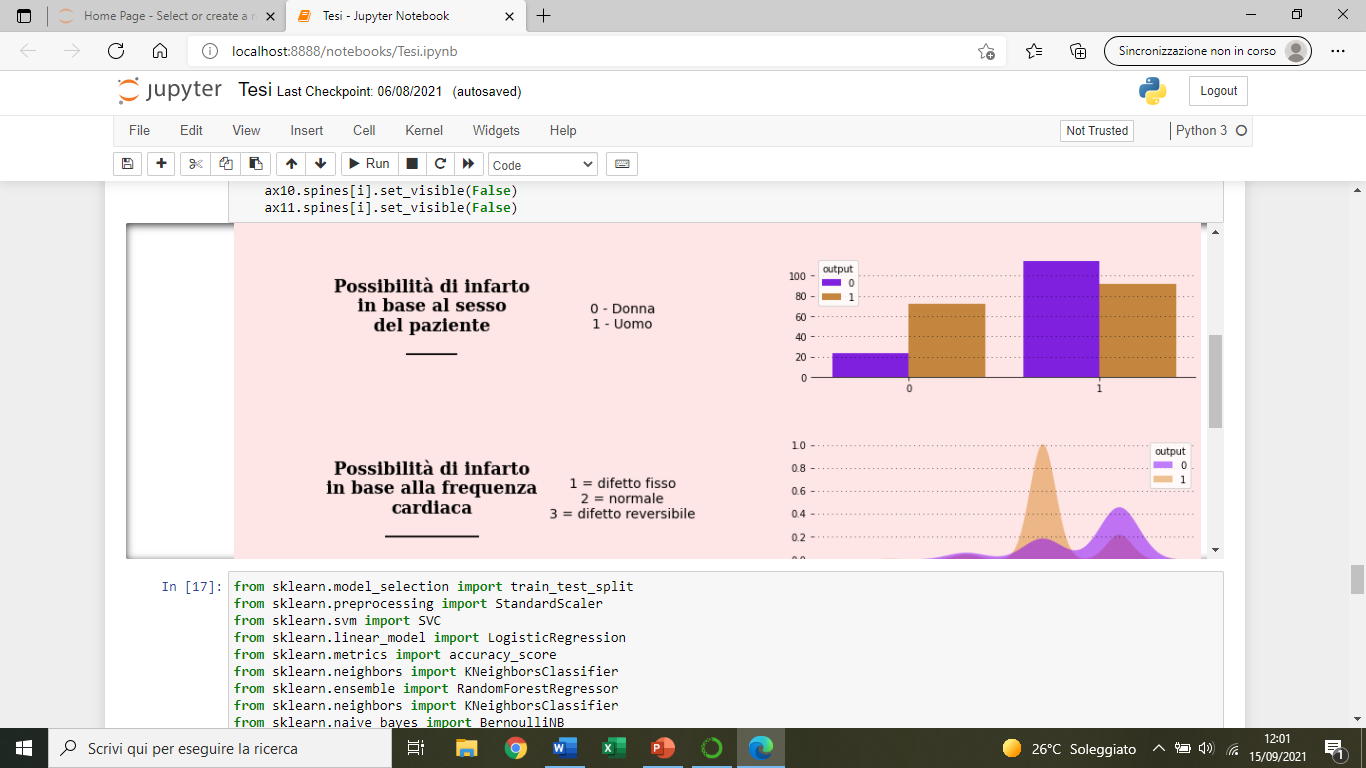 Home Page - Select or create a n
Tesi - Jupyter Notebook
localhost:8888/notebooks/Tesi.ipynb
Sincronizzazione non in corso
jupyter Tesi Last Checkpoint: 06/08/2021 (autosaved)
Logout
File Edit View Insert Cell Kernel Widgets Help
Not Trusted
Python 3
Run
Code
ax10.spines[i].set_visible(False)
ax11.spines[i].set_visible(False)
Possibilità di infarto
in base al sesso
del paziente
0 - Donna
1 - Uomo
output
0
1
100
80
60
40
20
0
0 1
Possibilità di infarto
in base alla frequenza
cardiaca
1 = difetto fisso
2 = normale
3 = difetto reversibile
output
0
1
1.0
0.8
0.6
0.4
0.2
0.0
In [17]:
from sklearn.model_selection import train_test_split
from sklearn.preprocessing import StandardScaler
from sklearn.svm import SVC
from sklearn.linear_model import LogisticRegression
from sklearn.metrics import accuracy_score
from sklearn.neighbors import KNeighborsClassifier
from sklearn.ensemble import RandomForestRegressor
from sklearn.neighbors import KNeighborsClassifier
from sklearn.naive_bayes import BernoulliNB
Scrivi qui per eseguire la ricerca
26°C Soleggiato
12:01
15/09/2021
1